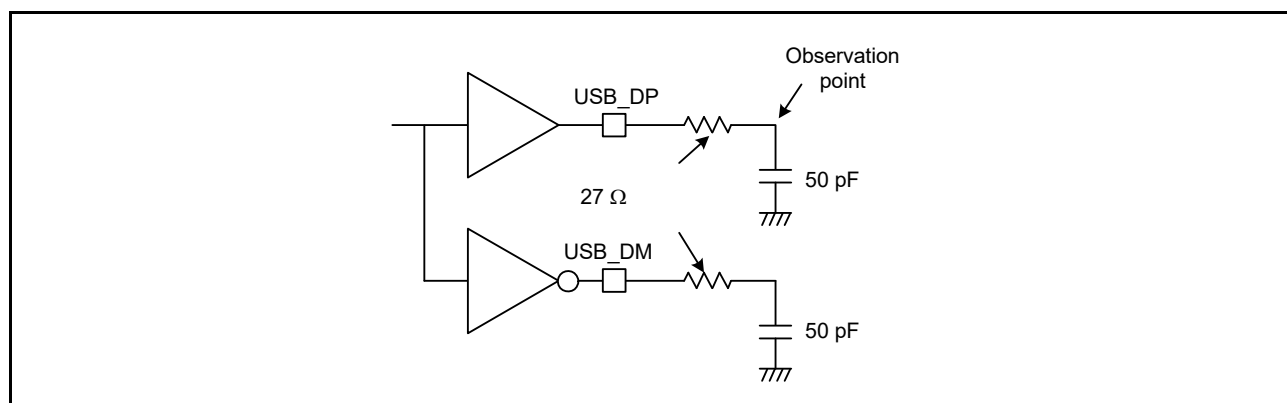 Observation
point
USB_DP
50 pF
27 Ω
USB_DM
50 pF